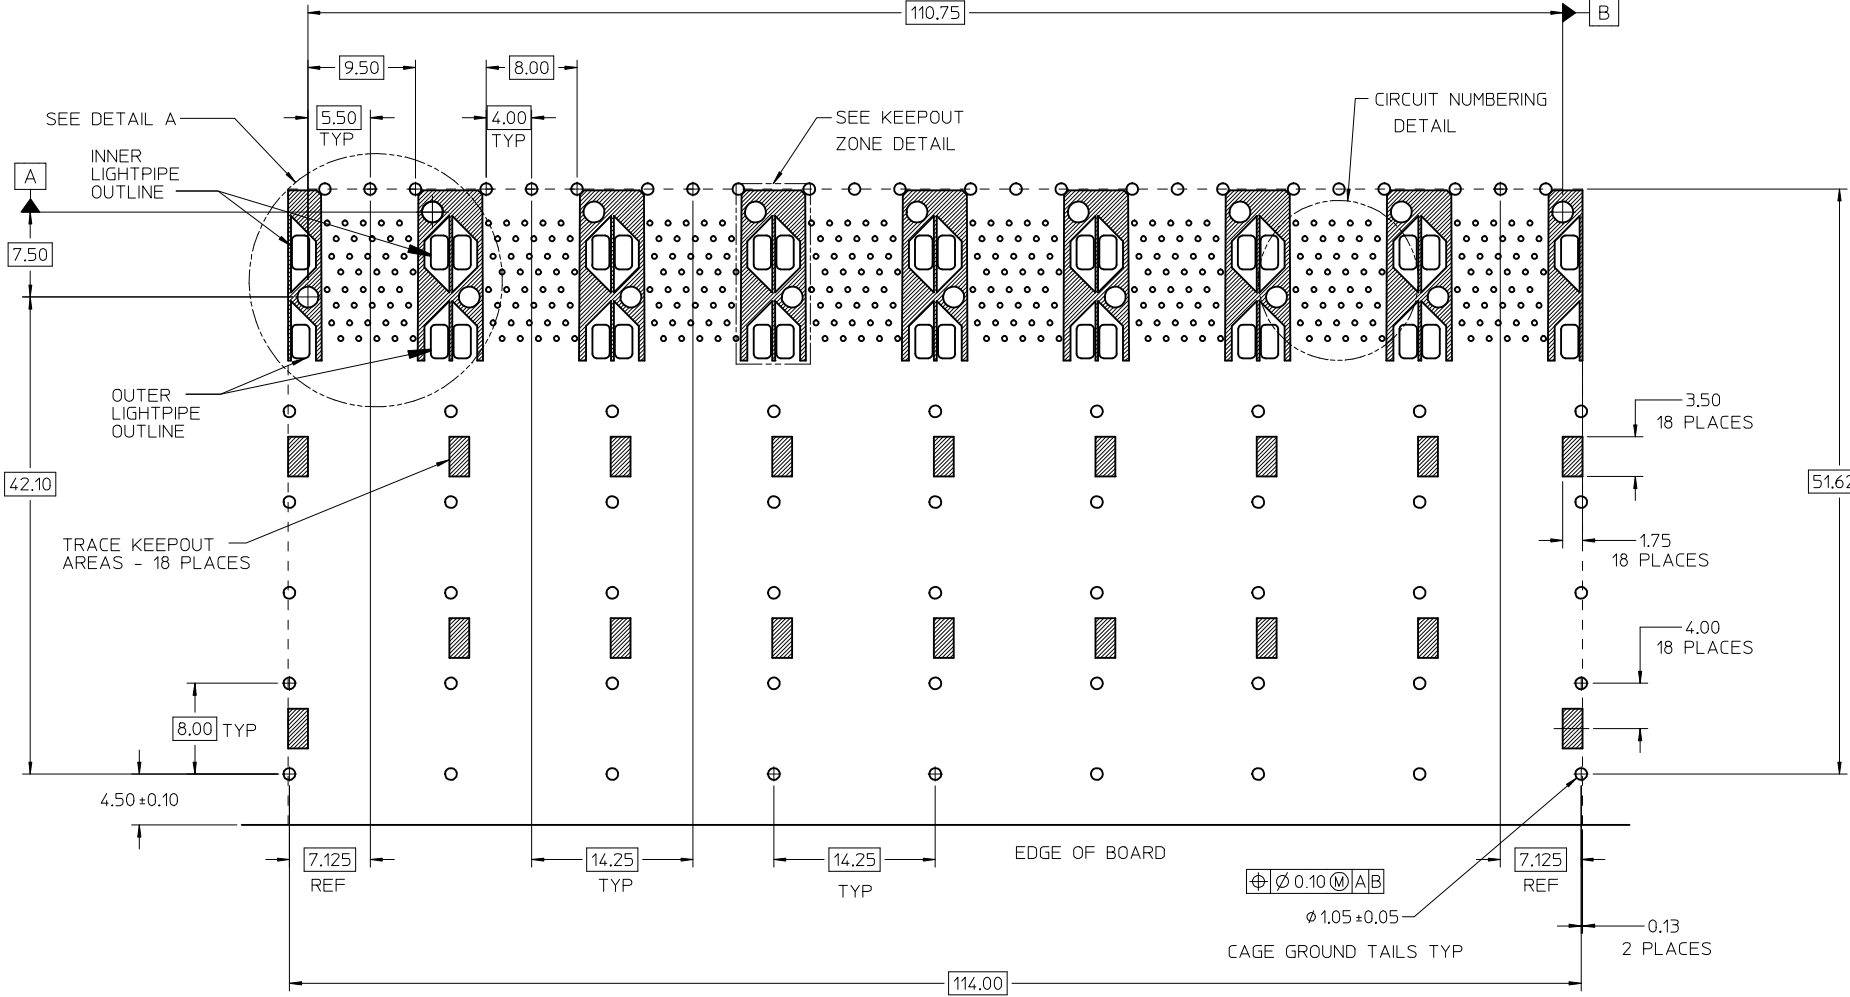 110.75
B
9.50
8.00
SEE DETAIL A
5.50
TYP
4.00
TYP
SEE KEEPOUT
ZONE DETAIL
CIRCUIT NUMBERING
DETAIL
INNER
LIGHTPIPE
OUTLINE
A
7.50
OUTER
LIGHTPIPE
OUTLINE
3.50
18 PLACES
42.10
51.62
TRACE KEEPOUT
AREAS - 18 PLACES
1.75
18 PLACES
4.00
18 PLACES
8.00 TYP
4.50 ±0.10
EDGE OF BOARD
7.125
REF
14.25
TYP
14.25
TYP
7.125
REF
⌖ Ø 0.10 Ⓜ A B
Ø 1.05 ±0.05
CAGE GROUND TAILS TYP
0.13
2 PLACES
114.00